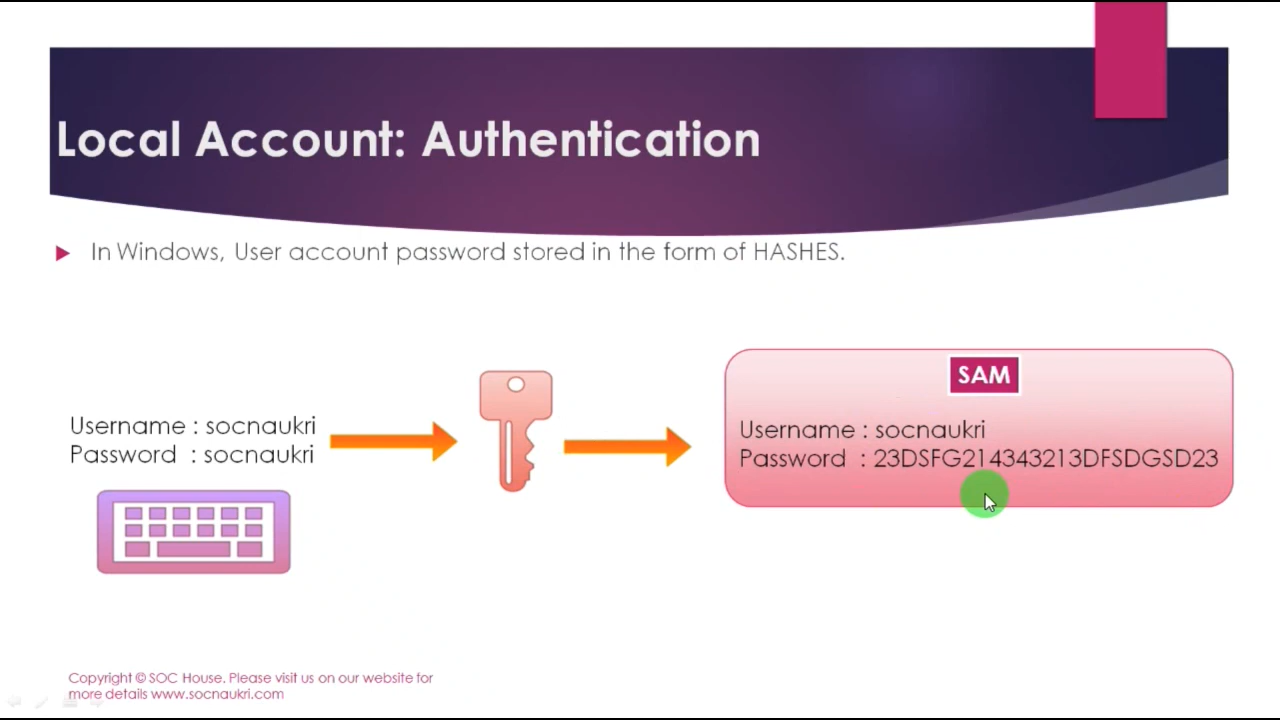 Local Account: Authentication
In Windows, User account password stored in the form of HASHES.
SAM
Username : socnaukri
Password : socnaukri
Username : socnaukri
Password : 23DSFG214343213DFSDGSD23
Copyright © SOC House. Please visit us on our website for
more details www.socnaukri.com